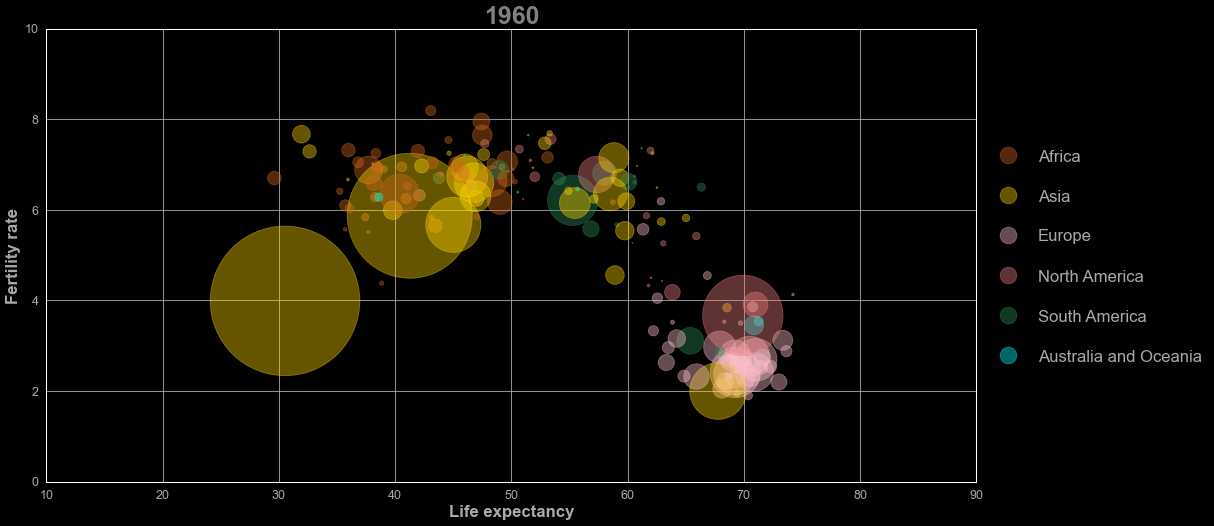 1960
10
8
6
4
2
0
Fertility rate
10 20 30 40 50 60 70 80 90
Life expectancy
Africa
Asia
Europe
North America
South America
Australia and Oceania